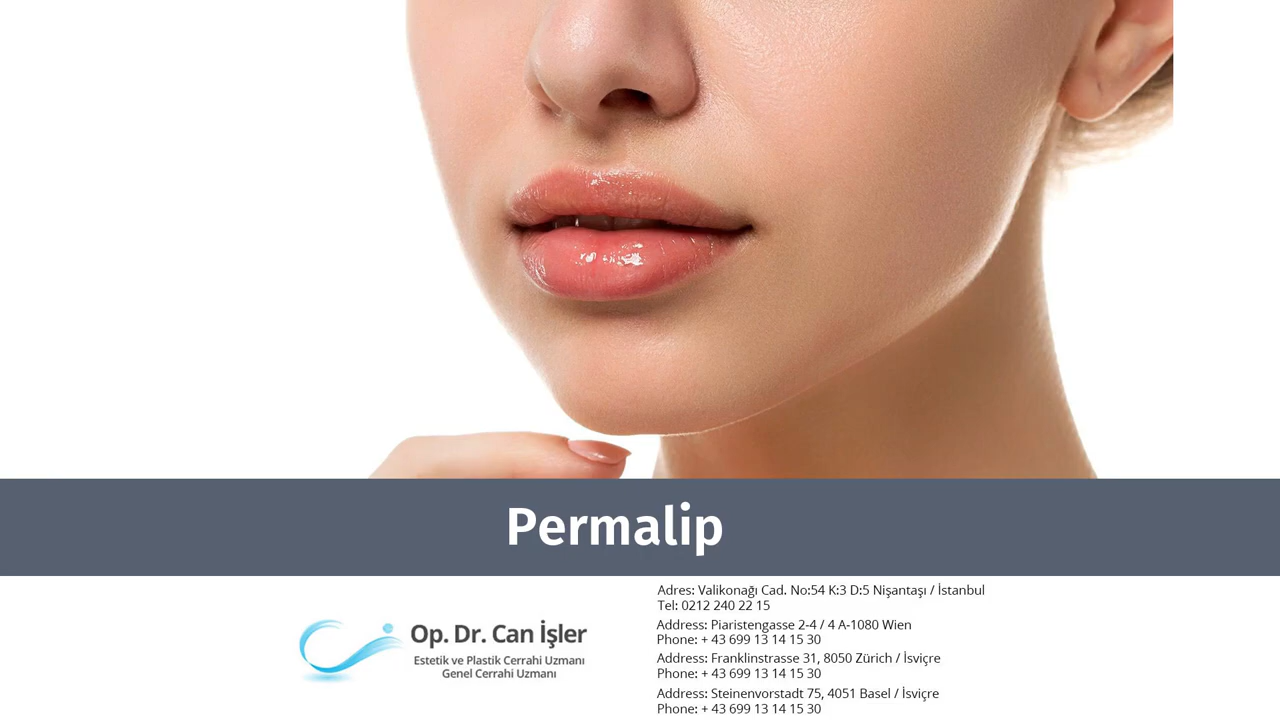 Permalip
Op. Dr. Can İşler
Estetik ve Plastik Cerrahi Uzmanı
Genel Cerrahi Uzmanı
Adres: Valikonağı Cad. No:54 K:3 D:5 Nişantaşı / İstanbul
Tel: 0212 240 22 15
Address: Piaristengasse 2-4 / 4 A-1080 Wien
Phone: + 43 699 13 14 15 30
Address: Franklinstrasse 31, 8050 Zürich / İsviçre
Phone: + 43 699 13 14 15 30
Address: Steinenvorstadt 75, 4051 Basel / İsviçre
Phone: + 43 699 13 14 15 30